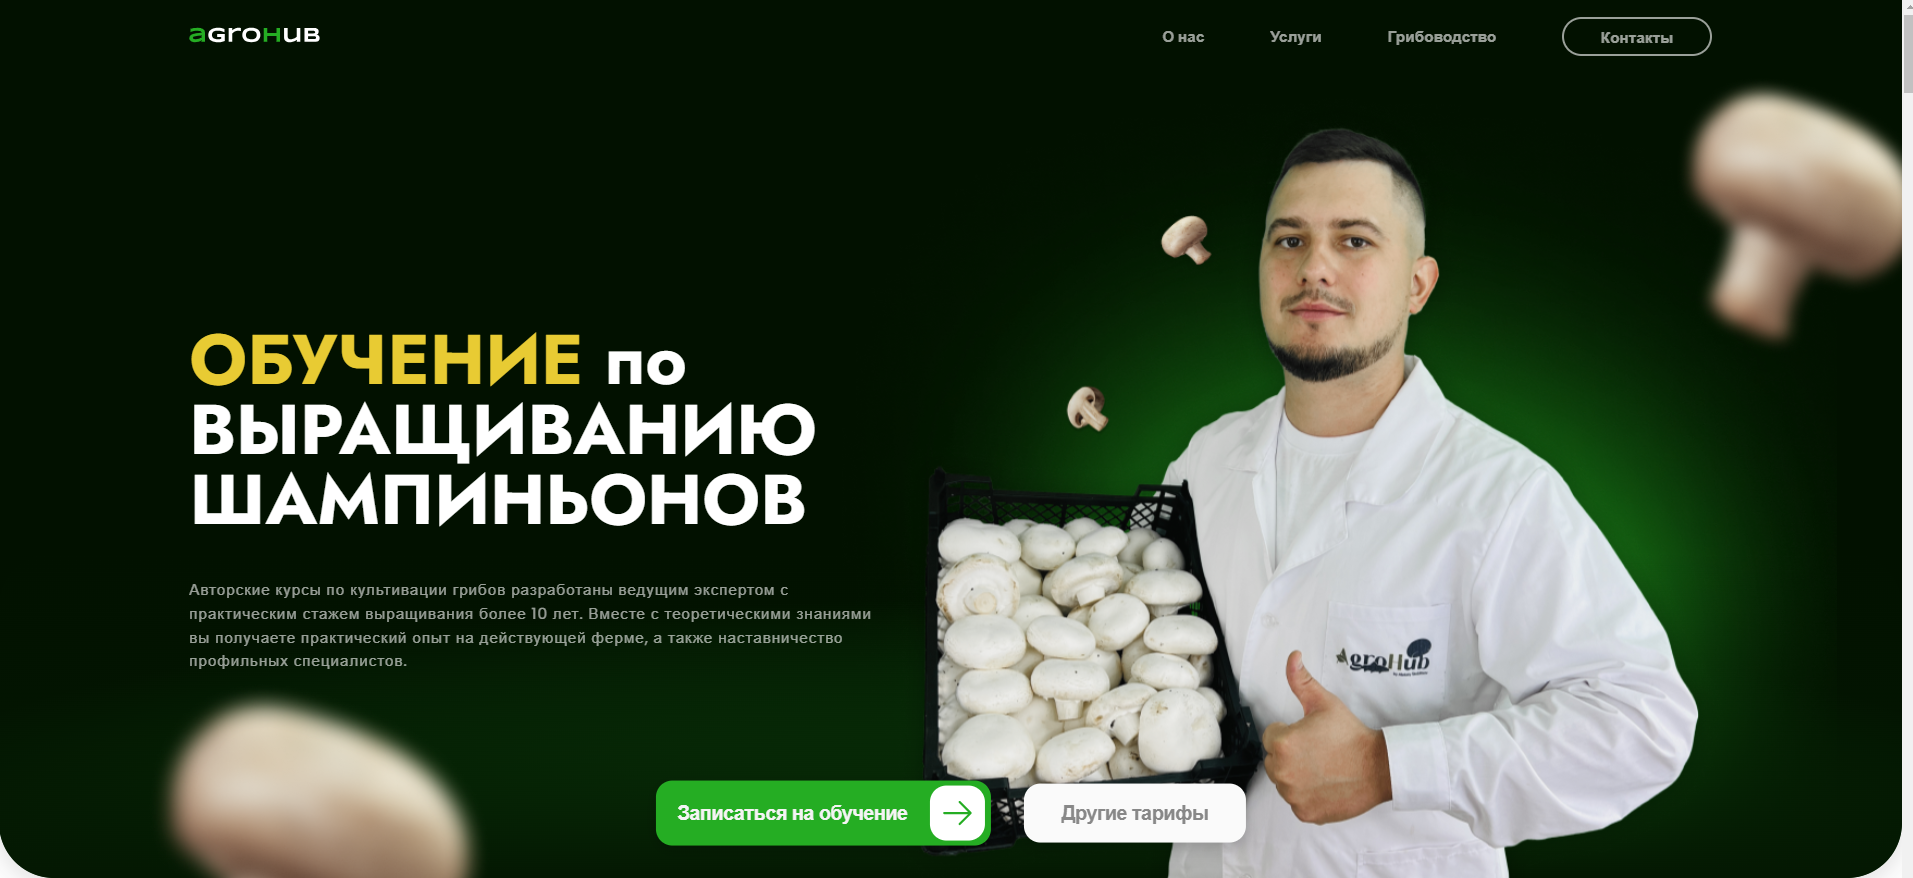 agroHub
О нас
Услуги
Грибоводство
Контакты
ОБУЧЕНИЕ по
ВЫРАЩИВАНИЮ
ШАМПИНЬОНОВ
Авторские курсы по культивации грибов разработаны ведущим экспертом с
практическим стажем выращивания более 10 лет. Вместе с теоретическими знаниями
вы получаете практический опыт на действующей ферме, а также наставничество
профильных специалистов.
AgroHub
Записаться на обучение
Другие тарифы